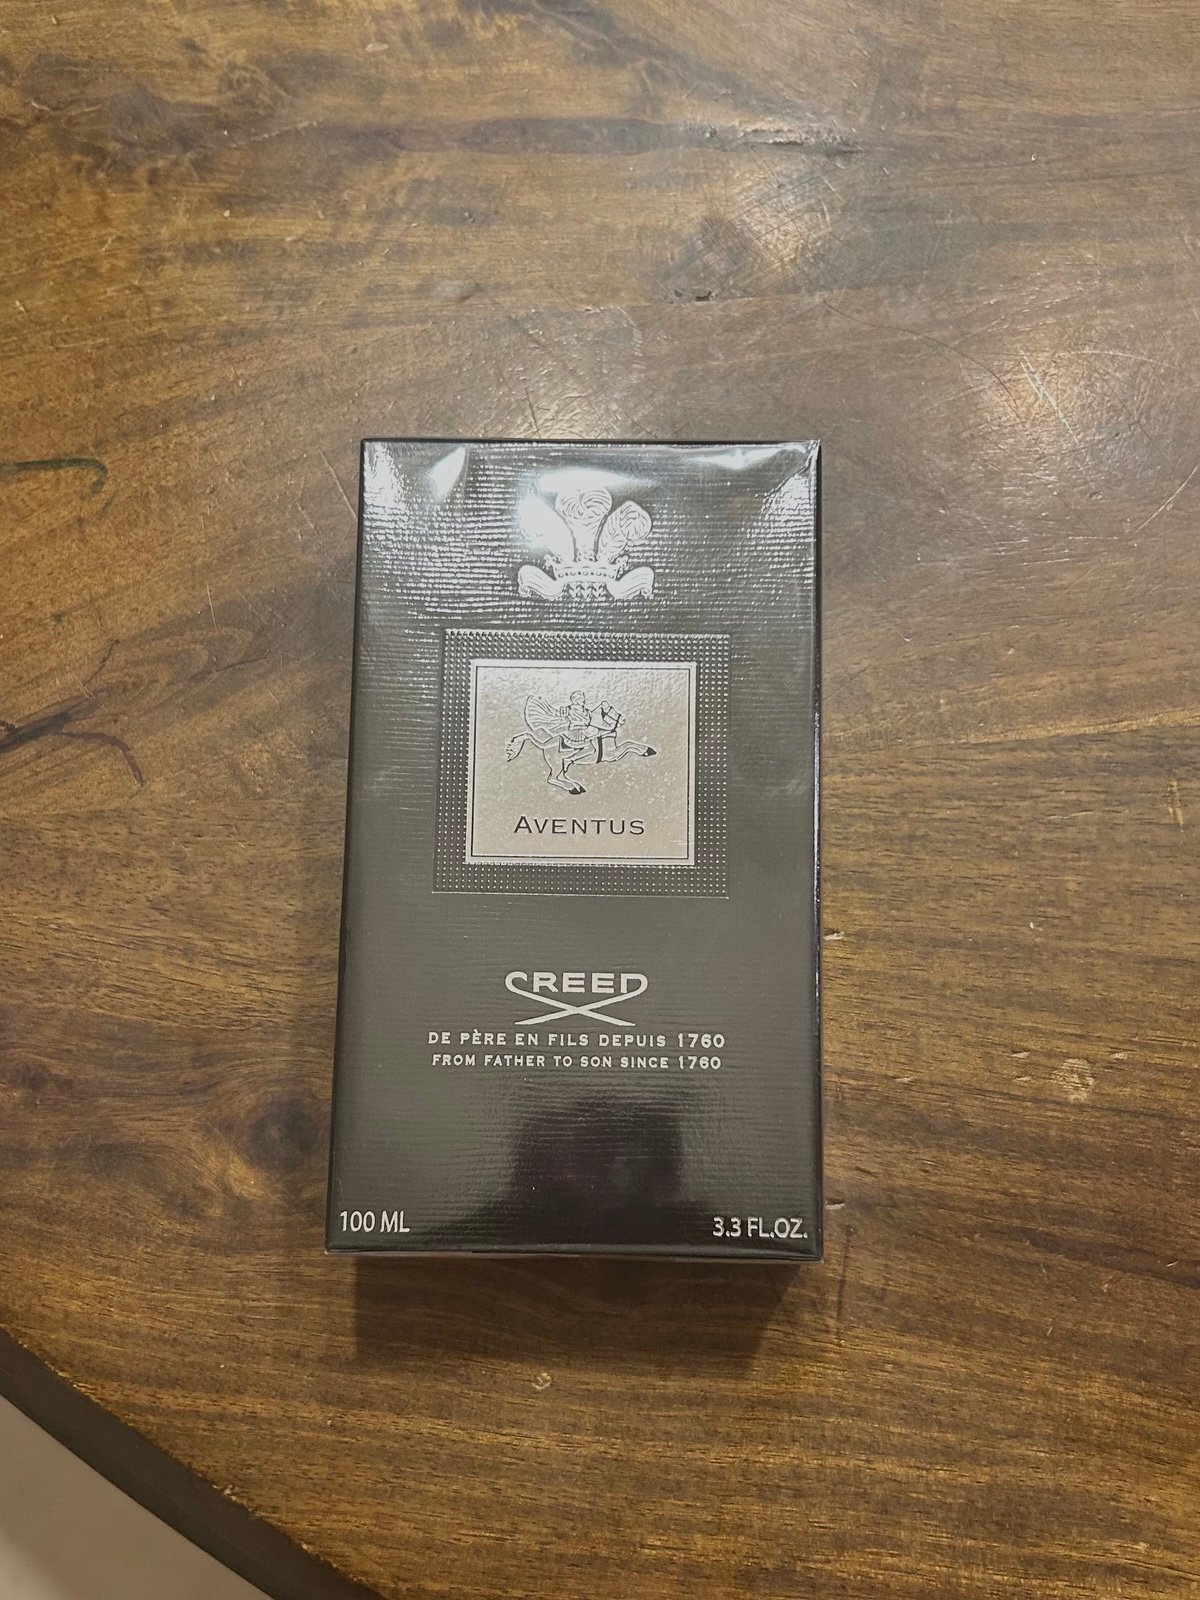 AVENTUS
CREED
DE PÈRE EN FILS DEPUIS 1760
FROM FATHER TO SON SINCE 1760
100 ML
3.3 FL.OZ.